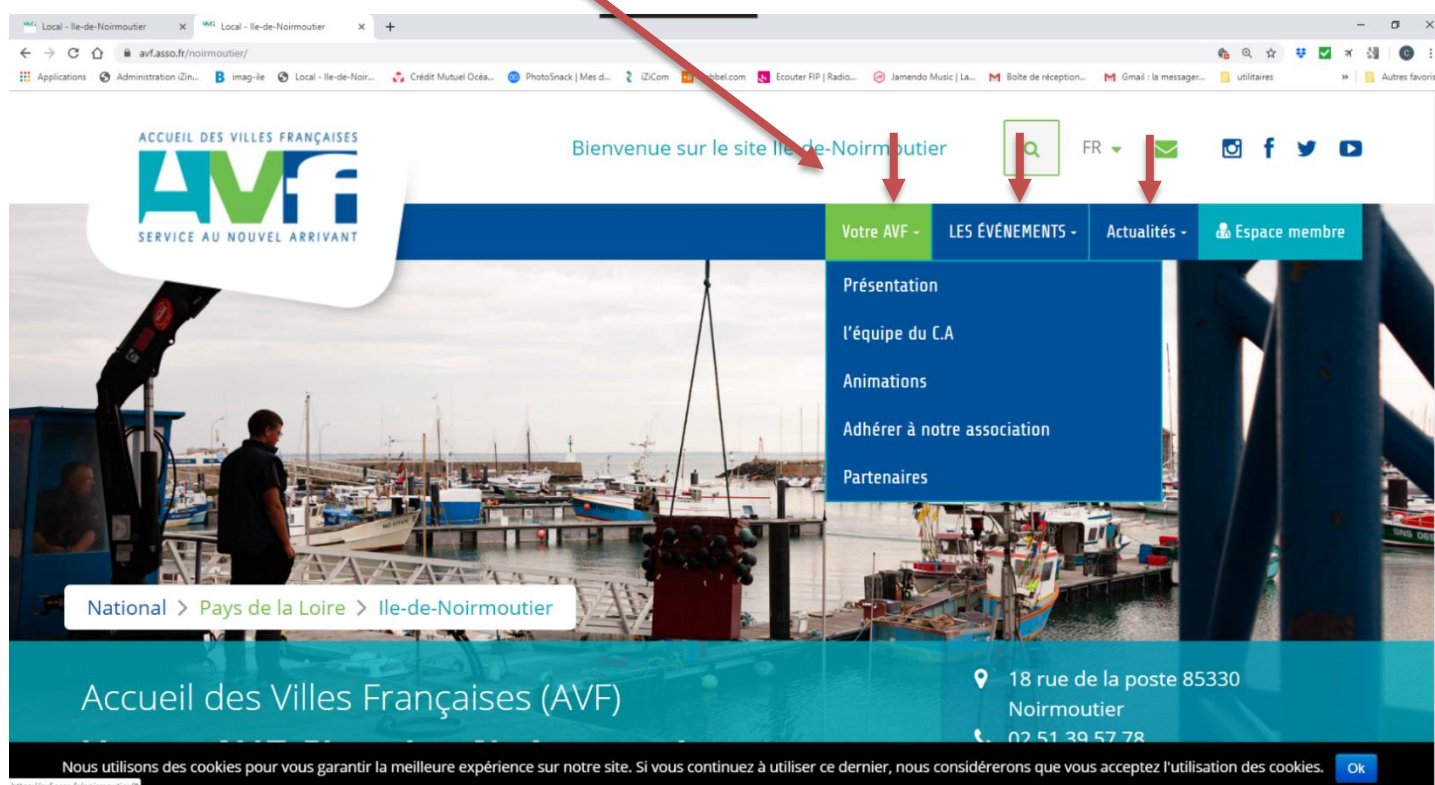 Local - Ile-de-Noirmoutier × Local - Ile-de-Noirmoutier × +
avf.asso.fr/noirmoutier/
Applications Administration iZin... imag-ile Local - Ile-de-Noir... Crédit Mutuel Océa... PhotoSnack | Mes d... iZiCom Ecouter FIP | Radio... Jamendo Music | La... Boîte de réception... Gmail : la messager... utilitaires » Autres favoris
ACCUEIL DES VILLES FRANÇAISES
AVf
SERVICE AU NOUVEL ARRIVANT
Bienvenue sur le site Ile-de-Noirmoutier FR
Votre AVF LES ÉVÉNEMENTS Actualités Espace membre
Présentation
l'équipe du C.A
Animations
Adhérer à notre association
Partenaires
National > Pays de la Loire > Ile-de-Noirmoutier
Accueil des Villes Françaises (AVF)
18 rue de la poste 85330
Noirmoutier
02 51 39 57 78
Nous utilisons des cookies pour vous garantir la meilleure expérience sur notre site. Si vous continuez à utiliser ce dernier, nous considérerons que vous acceptez l'utilisation des cookies. Ok